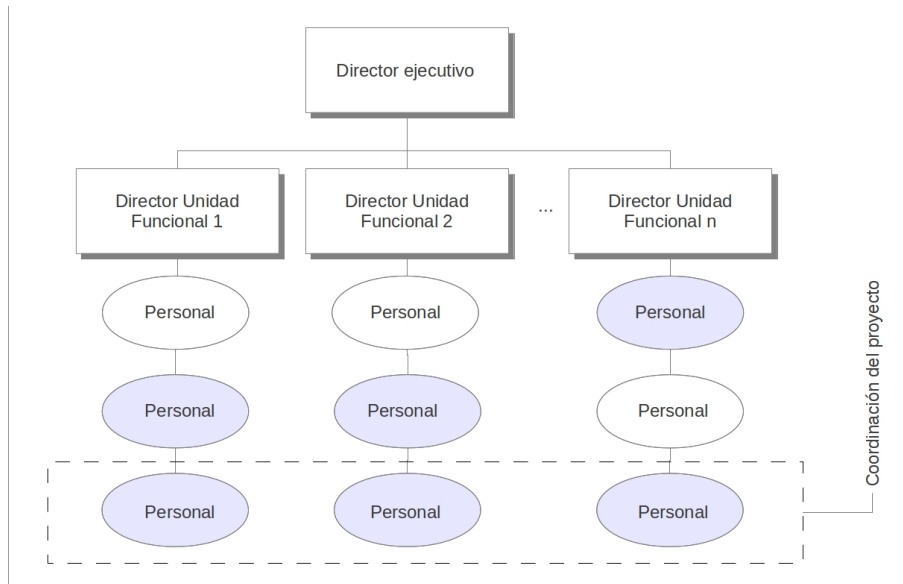 Director ejecutivo
Director Unidad
Funcional 1
Director Unidad
Funcional 2
...
Director Unidad
Funcional n
Personal
Personal
Personal
Personal
Personal
Personal
Personal
Personal
Personal
Coordinación del proyecto